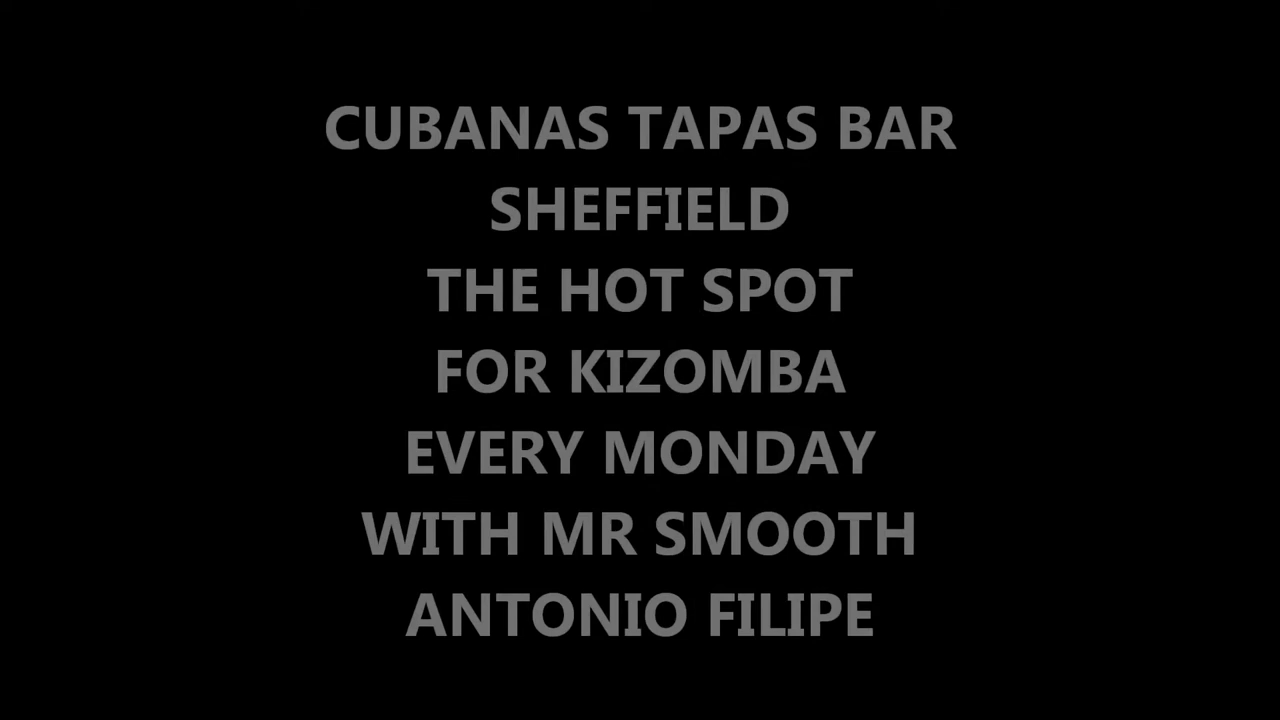 CUBANAS TAPAS BAR
SHEFFIELD
THE HOT SPOT
FOR KIZOMBA
EVERY MONDAY
WITH MR SMOOTH
ANTONIO FILIPE